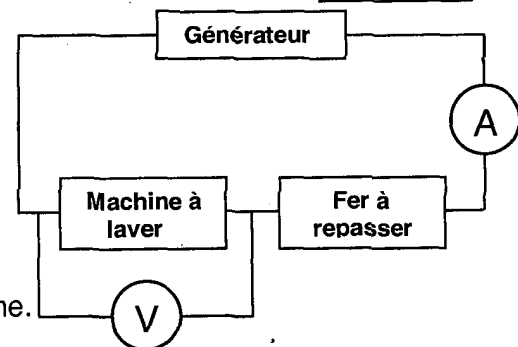 Générateur
A
Machine à
laver
Fer à
repasser
V